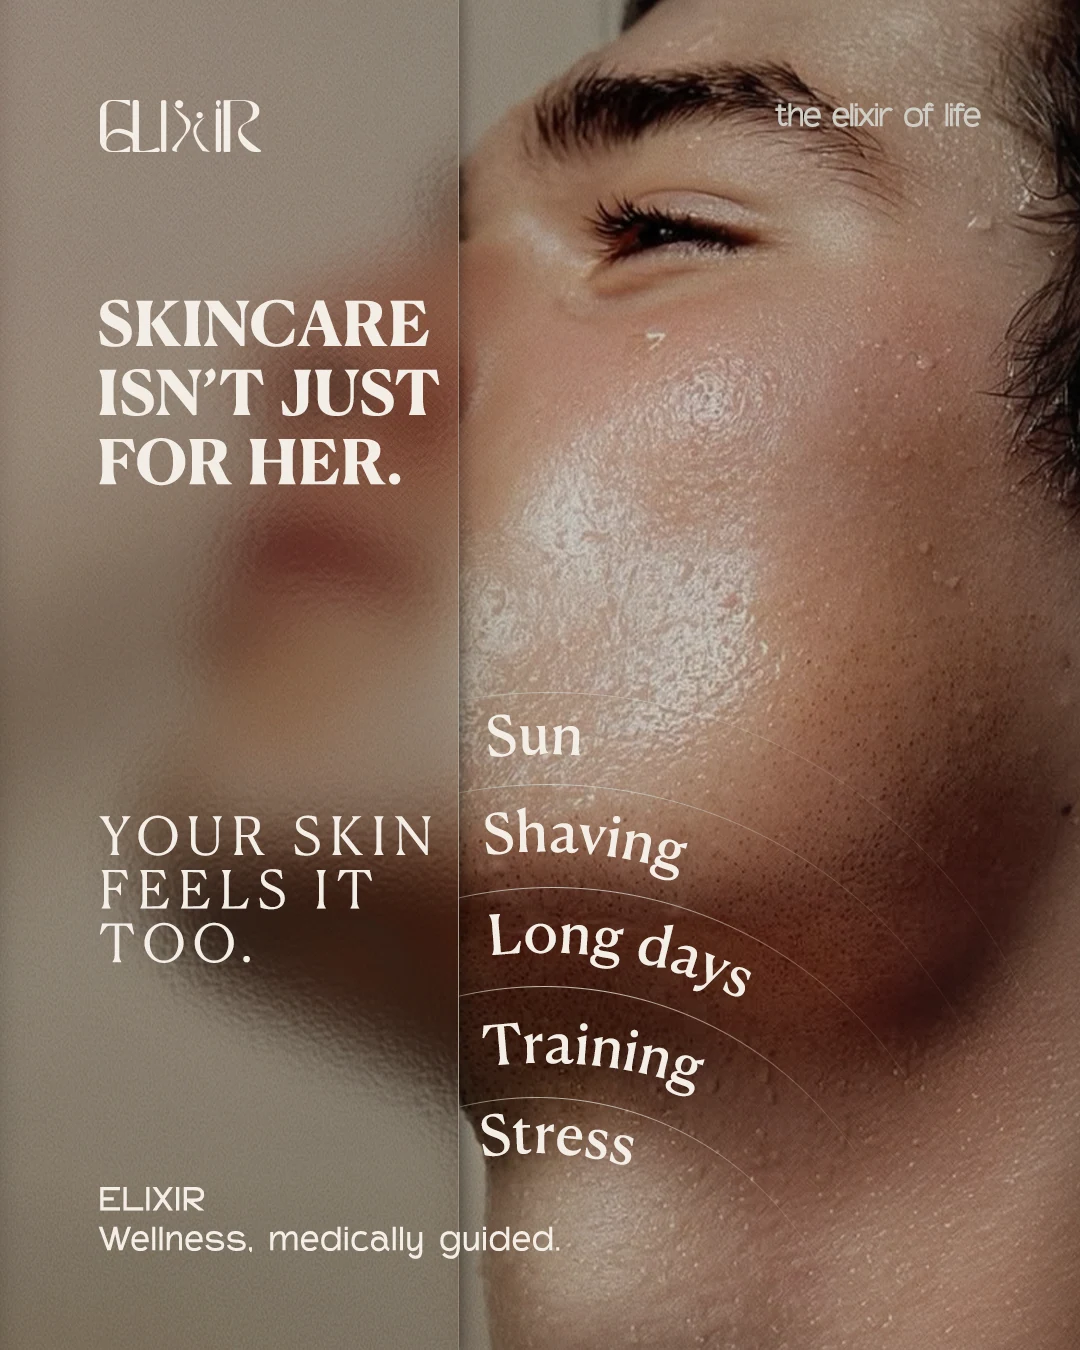 ELIXIR
the elixir of life
SKINCARE
ISN'T JUST
FOR HER.
YOUR SKIN
FEELS IT
TOO.
Sun
Shaving
Long days
Training
Stress
ELIXIR
Wellness, medically guided.